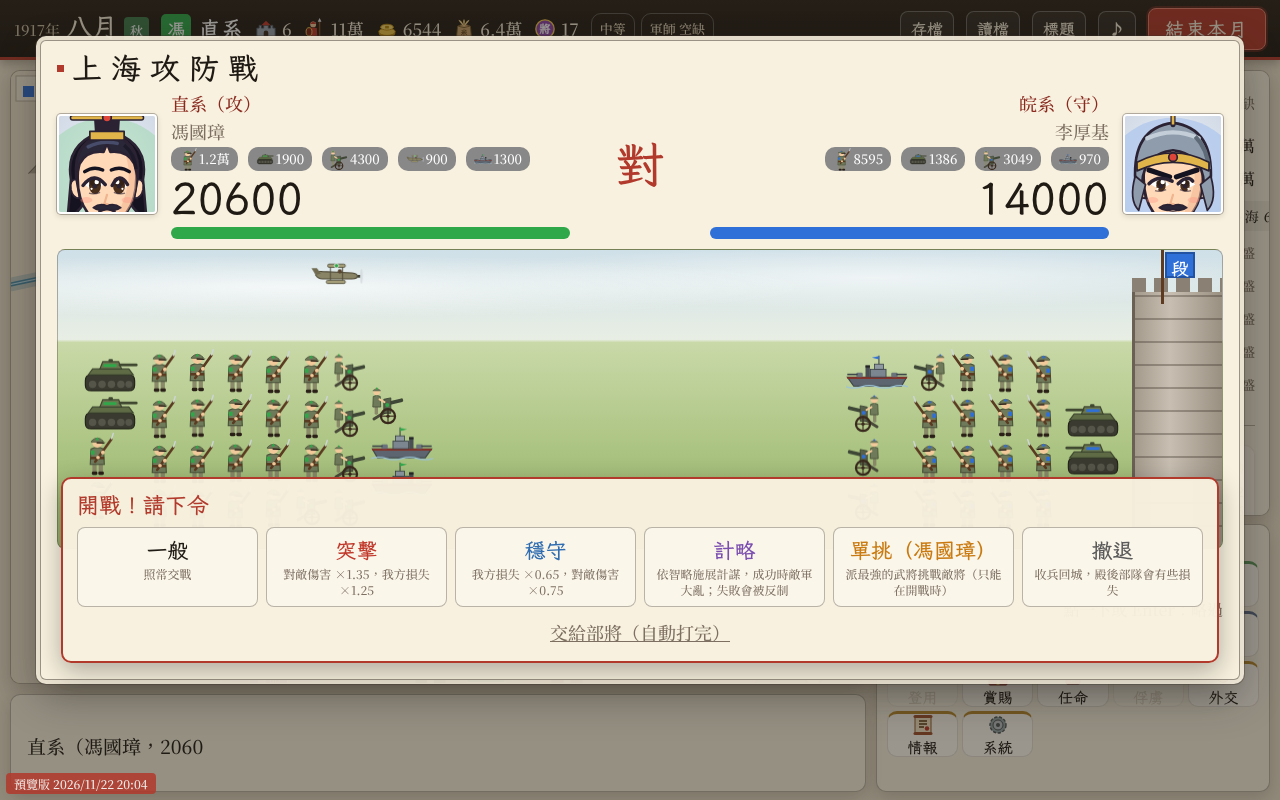 1917年 八月 秋 馮 直系 6 11萬 6544 6.4萬 將 17 中等 軍師 空缺 存檔 讀檔 標題 ♪ 結束本月
上海攻防戰
直系（攻）
馮國璋
1.2萬 1900 4300 900 1300
20600
對
皖系（守）
李厚基
8595 1386 3049 970
14000
段
開戰！請下令
一般
照常交戰
突擊
對敵傷害 ×1.35，我方損失
×1.25
穩守
我方損失 ×0.65，對敵傷害
×0.75
計略
依智略施展計謀，成功時敵軍
大亂；失敗會被反制
單挑（馮國璋）
派最強的武將挑戰敵將（只能
在開戰時）
撤退
收兵回城，殿後部隊會有些損
失
交給部將（自動打完）
登用 賞賜 任命 俘虜 外交
情報 系統
直系（馮國璋，2060
預覽版 2026/11/22 20:04